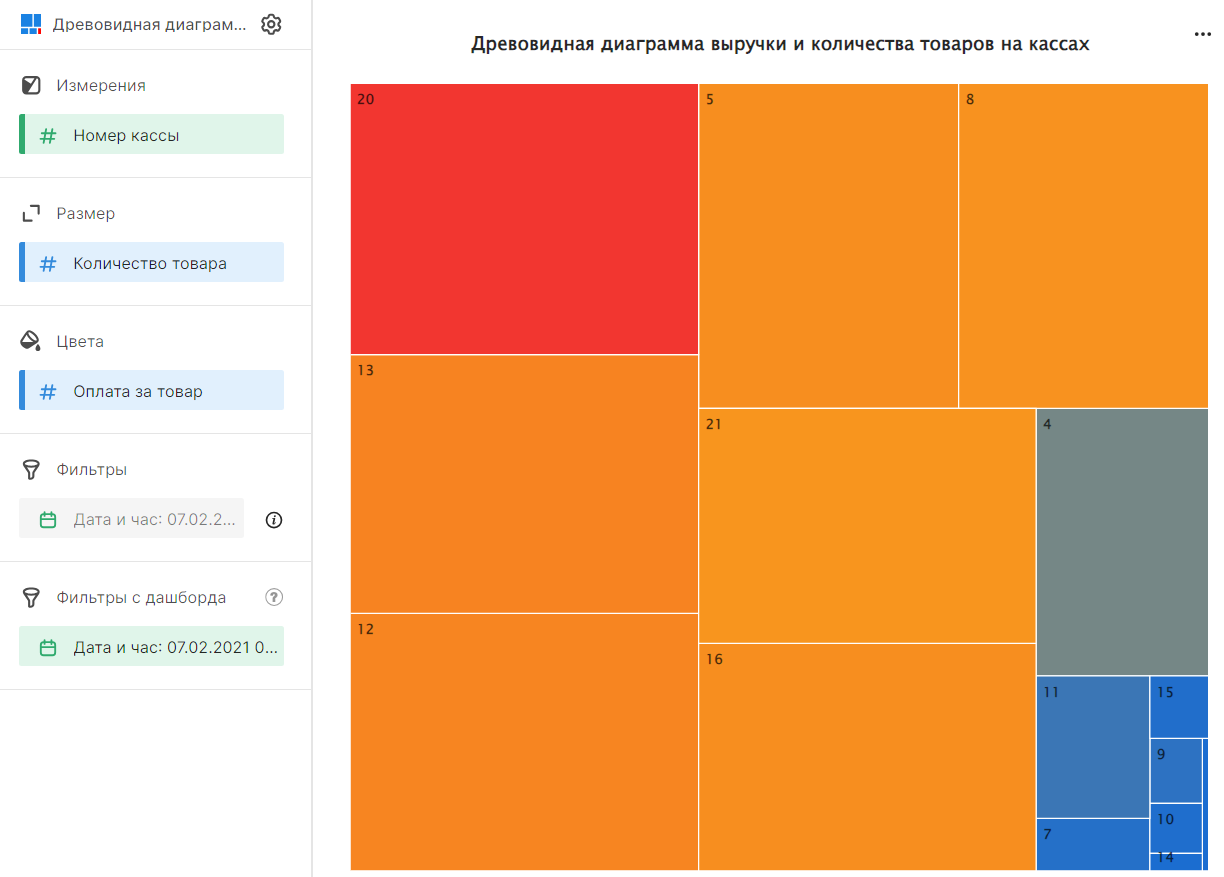 Древовидная диаграм...
Измерения
Номер кассы
Размер
Количество товара
Цвета
Оплата за товар
Фильтры
Дата и час: 07.02.2...
Фильтры с дашборда
Дата и час: 07.02.2021 0...
Древовидная диаграмма выручки и количества товаров на кассах
20
5
8
13
21
4
12
16
11
15
9
10
7
14